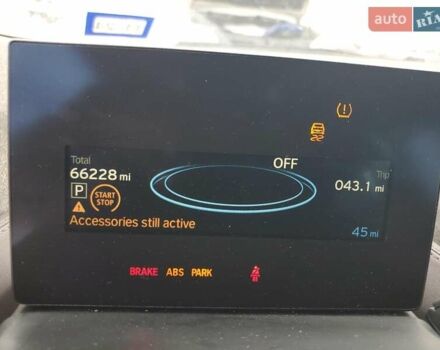 auto RIA
OFF
Total
Trip
66228 mi
043.1 mi
P
START
STOP
Accessories still active
45 mi
BRAKE ABS PARK